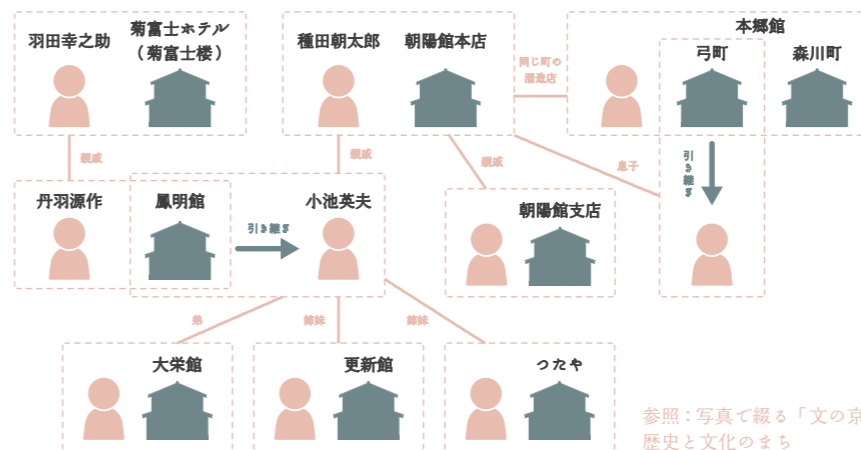 羽田幸之助
菊富士ホテル
（菊富士楼）
種田朝太郎
朝陽館本店
同じ町の
酒造店
本郷館
弓町
森川町
親戚
親戚
親戚
息子
引き継ぎ
丹羽源作
鳳明館
引き継ぎ
小池英夫
朝陽館支店
弟
姉妹
姉妹
大栄館
更新館
つたや
参照：写真で綴る「文の京
歴史と文化のまち